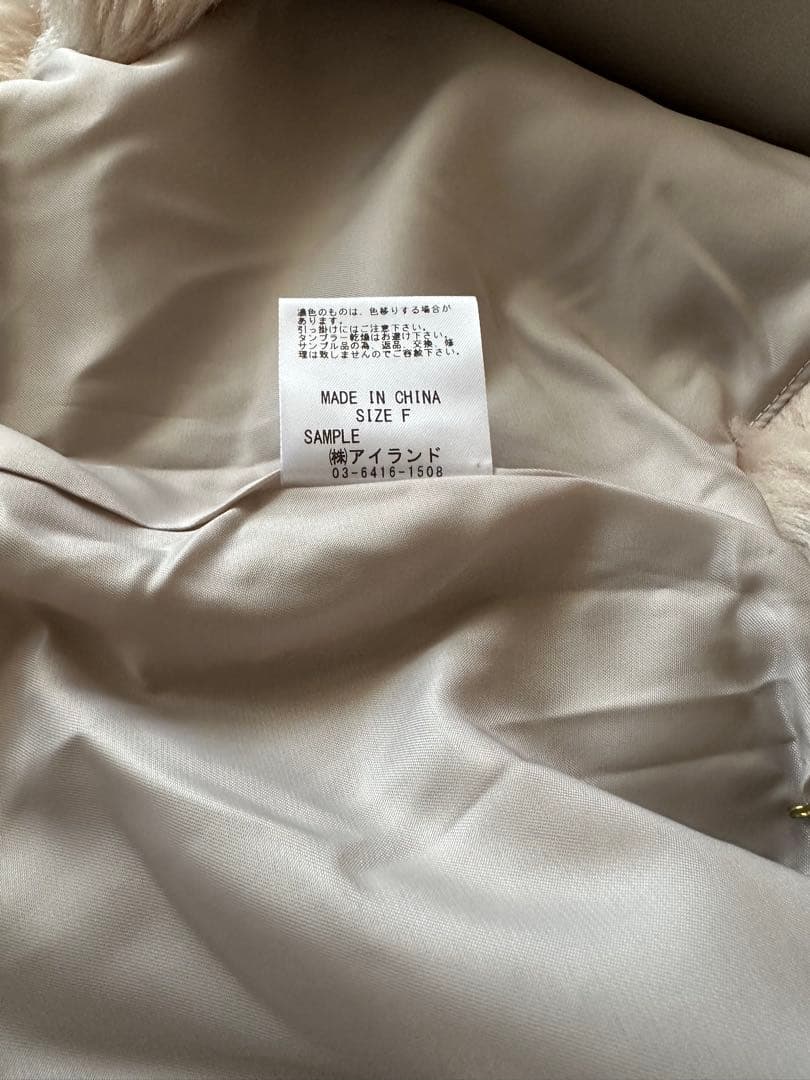 濃色のものは、色移りする場合が
あります。
引っ掛けにはご注意下さい。
タンブラー乾燥はお避け下さい。
サンプル品の為、返品、交換、修
理は致しませんのでご容赦下さい。
MADE IN CHINA
SIZE F
SAMPLE
㈱アイランド
03-6416-1508